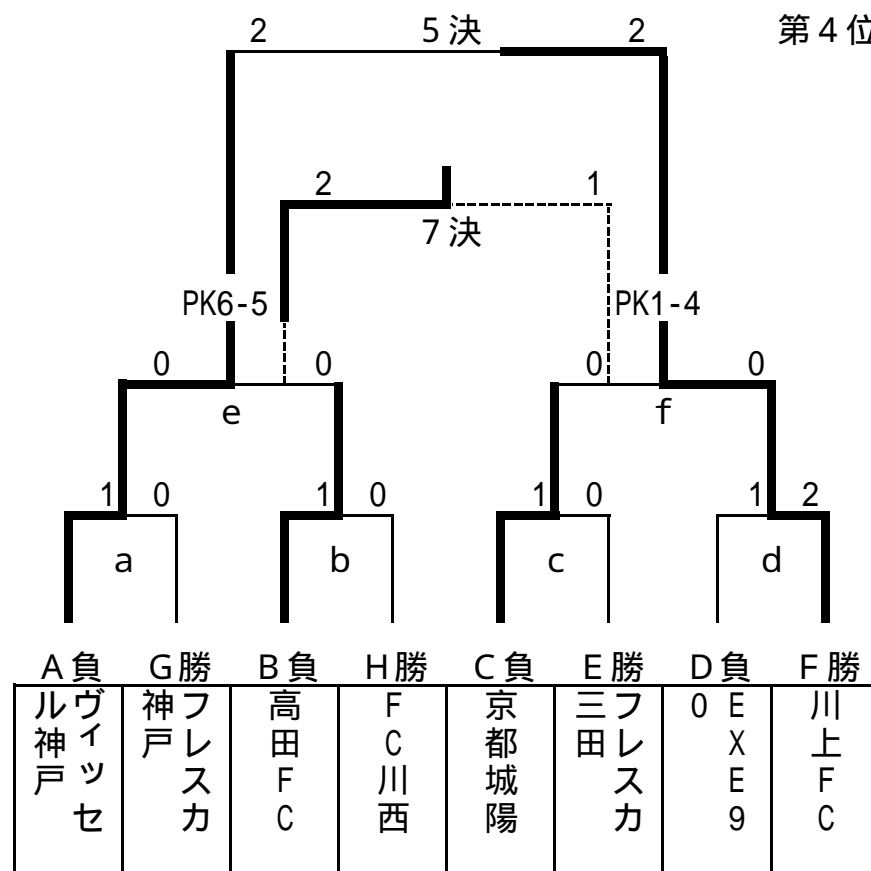 2 5決 2 第4位
2 1
7決
PK6-5 PK1-4
0 0 0 0
e f
1 0 1 0 1 0 1 2
a b c d
A負 G勝 B負 H勝 C負 E勝 D負 F勝
ヴィッセ
ル神戸
フレスカ
神戸
高田FC
FC川西
京都城陽
フレスカ
三田
EXE9
0
川上FC